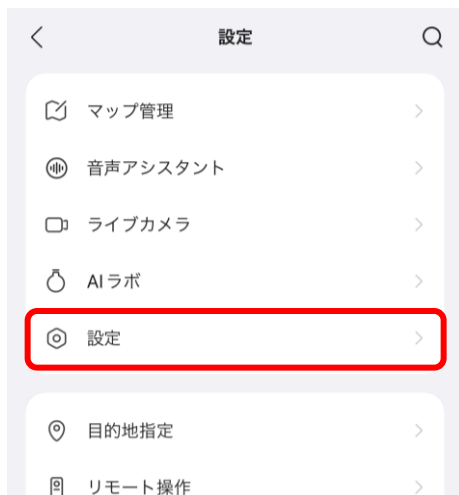 設定
マップ管理
音声アシスタント
ライブカメラ
AIラボ
設定
目的地指定
リモート操作